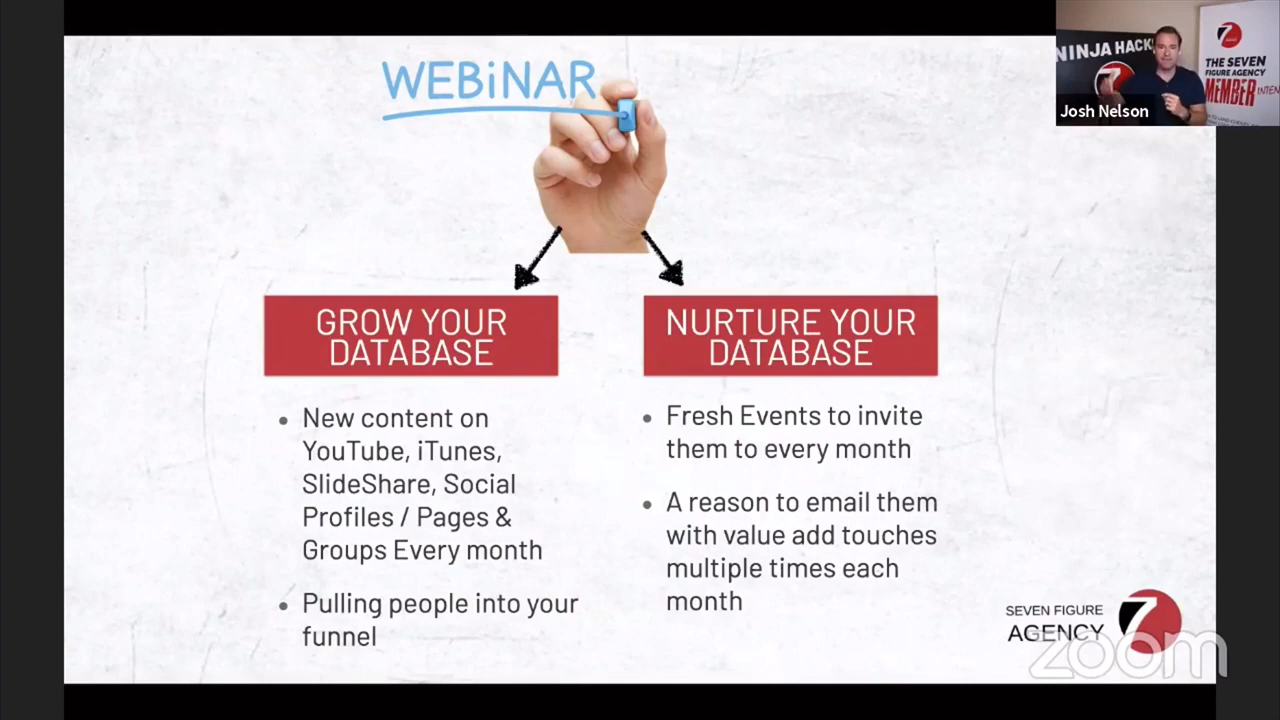 WEBiNAR
NINJA HACK
THE SEVEN
FIGURE AGENCY
MEMBER
Josh Nelson
GROW YOUR
DATABASE
NURTURE YOUR
DATABASE
• New content on
YouTube, iTunes,
SlideShare, Social
Profiles / Pages &
Groups Every month
• Pulling people into your
funnel
• Fresh Events to invite
them to every month
• A reason to email them
with value add touches
multiple times each
month
SEVEN FIGURE
AGENCY
7
zoom